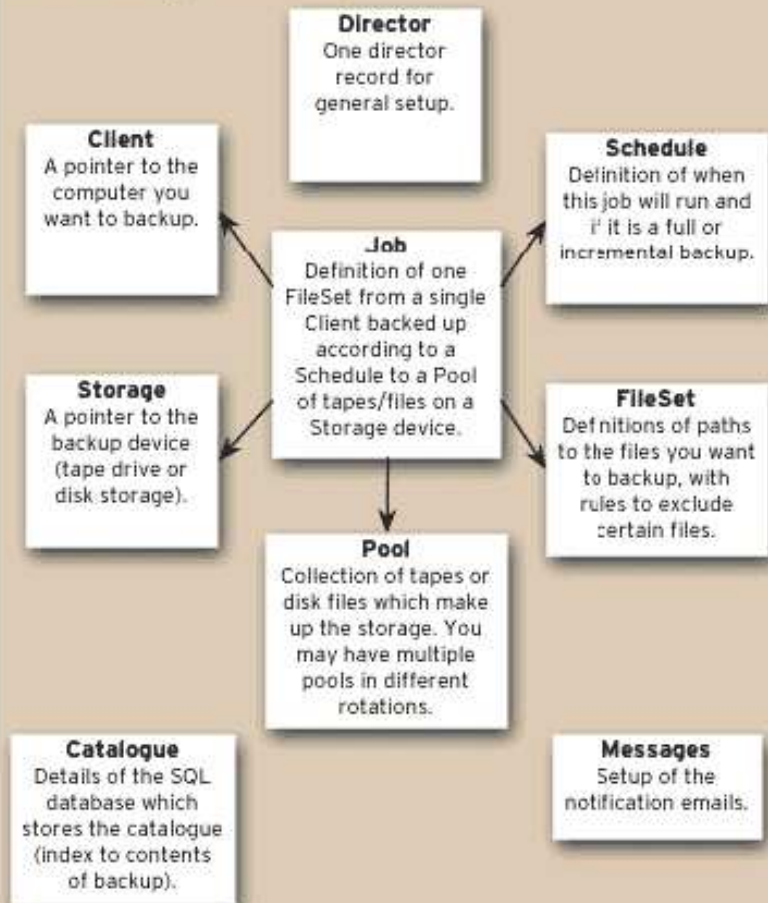 Director
One director
record for
general setup.
Client
A pointer to the
computer you
want to backup.
Schedule
Definition of when
this job will run and
if it is a full or
incremental backup.
Job
Definition of one
FileSet from a single
Client backed up
according to a
Schedule to a Pool
of tapes/files on a
Storage device.
Storage
A pointer to the
backup device
(tape drive or
disk storage).
FileSet
Definitions of paths
to the files you want
to backup, with
rules to exclude
certain files.
Pool
Collection of tapes or
disk files which make
up the storage. You
may have multiple
pools in different
rotations.
Catalogue
Details of the SQL
database which
stores the catalogue
(index to contents
of backup).
Messages
Setup of the
notification emails.